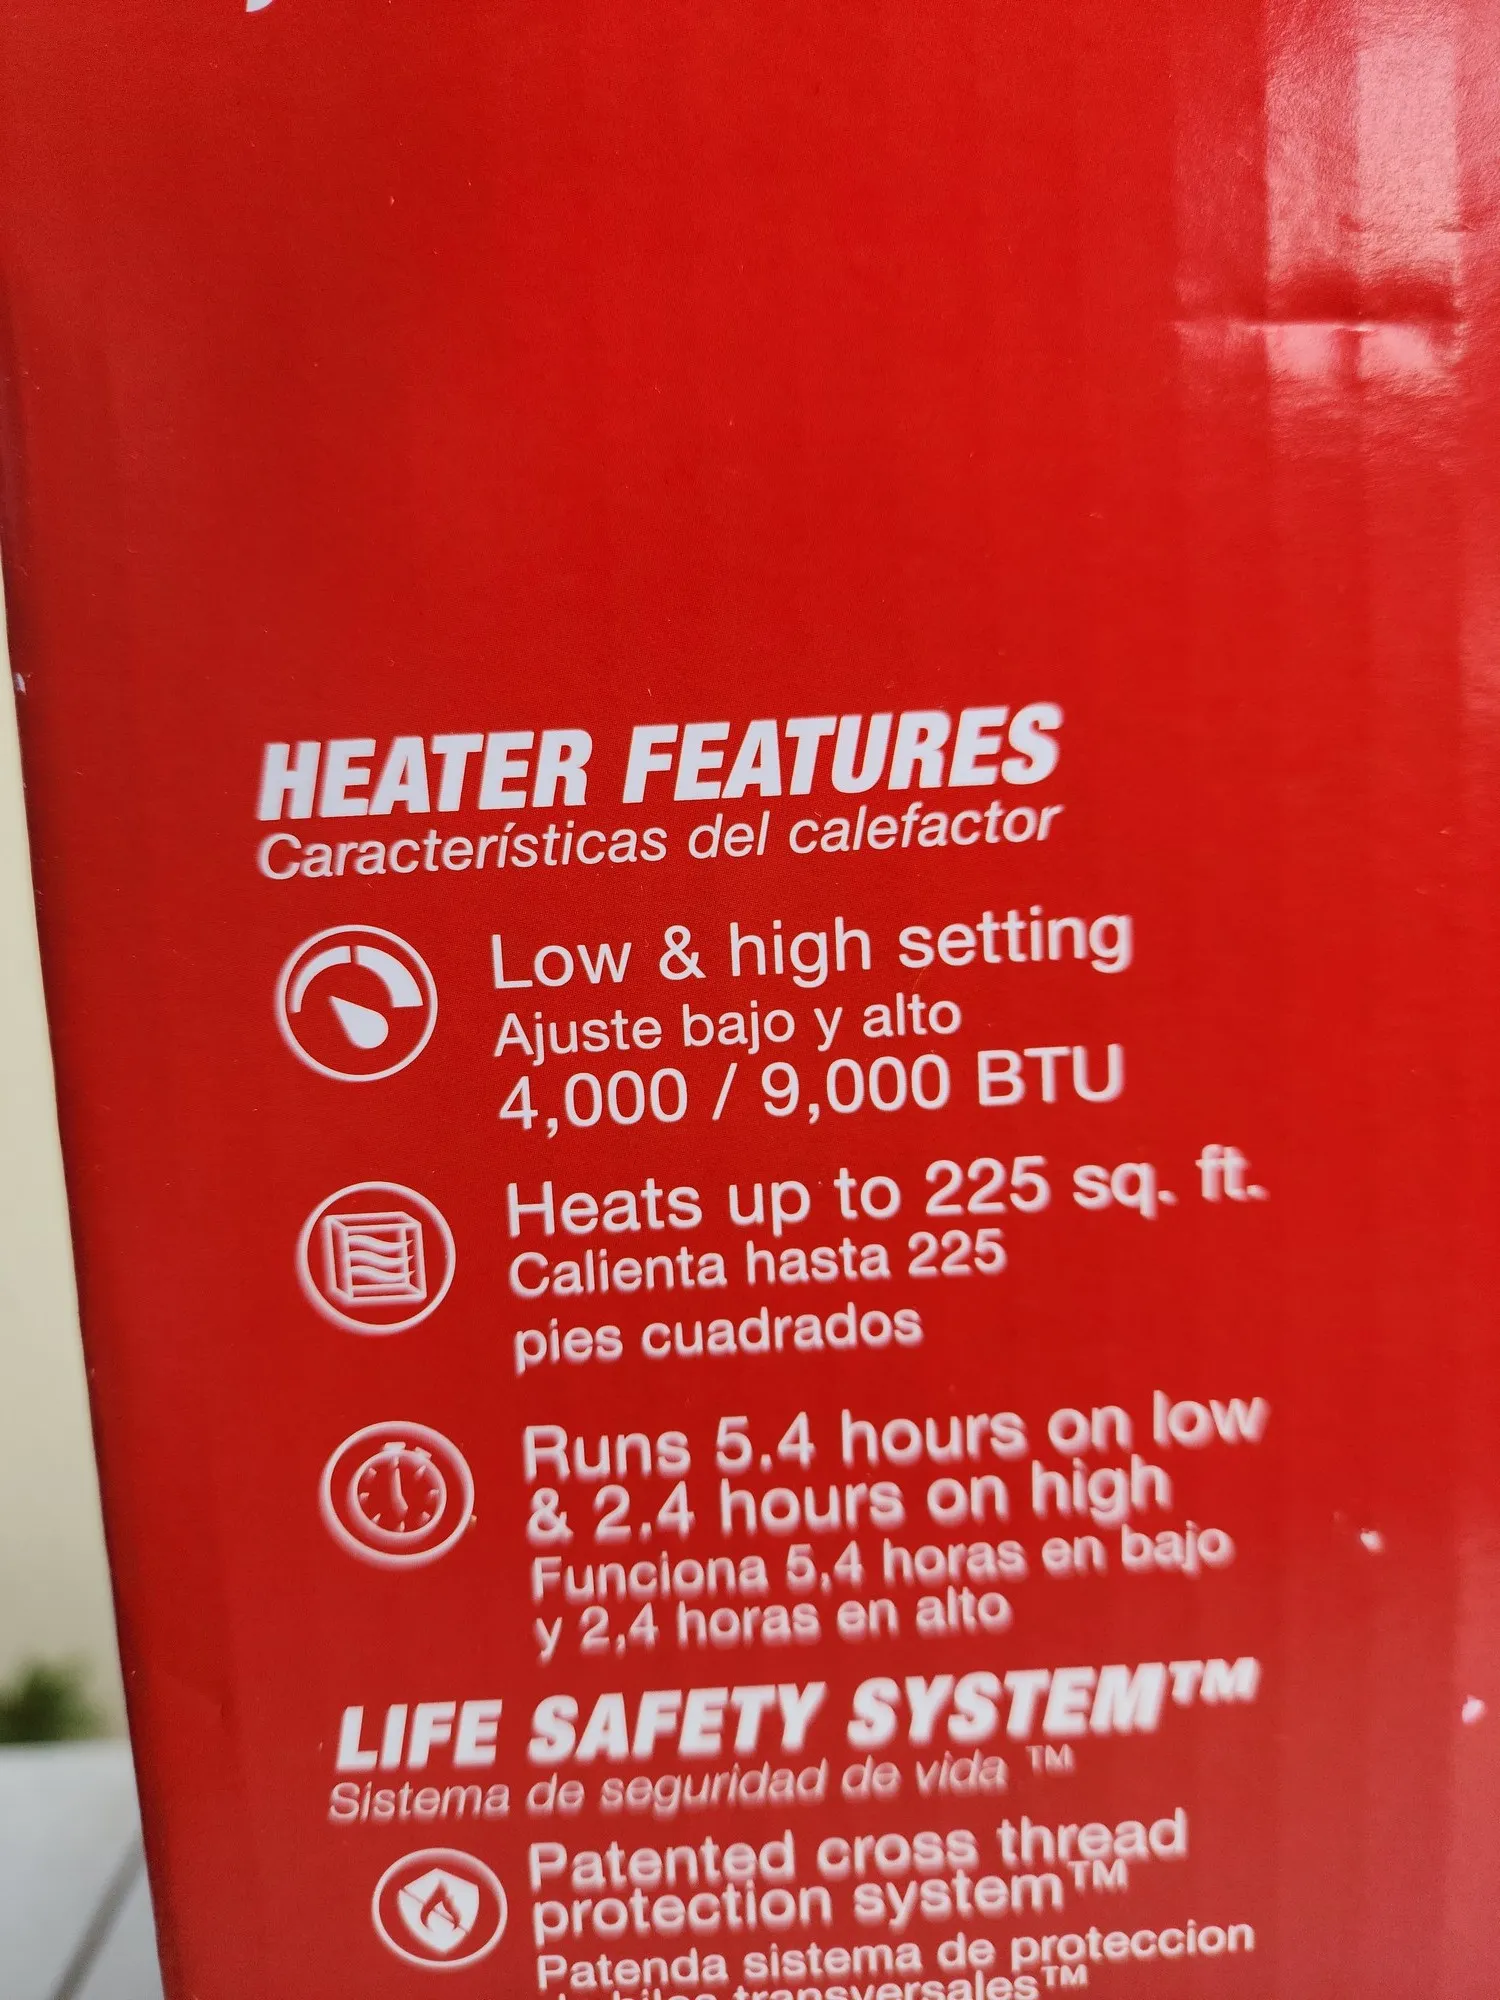 HEATER FEATURES
Características del calefactor
Low & high setting
Ajuste bajo y alto
4,000 / 9,000 BTU
Heats up to 225 sq. ft.
Calienta hasta 225
pies cuadrados
Runs 5.4 hours on low
& 2.4 hours on high
Funciona 5,4 horas en bajo
y 2,4 horas en alto
LIFE SAFETY SYSTEM™
Sistema de seguridad de vida ™
Patented cross thread
protection system™
Patenda sistema de proteccion
transversales™